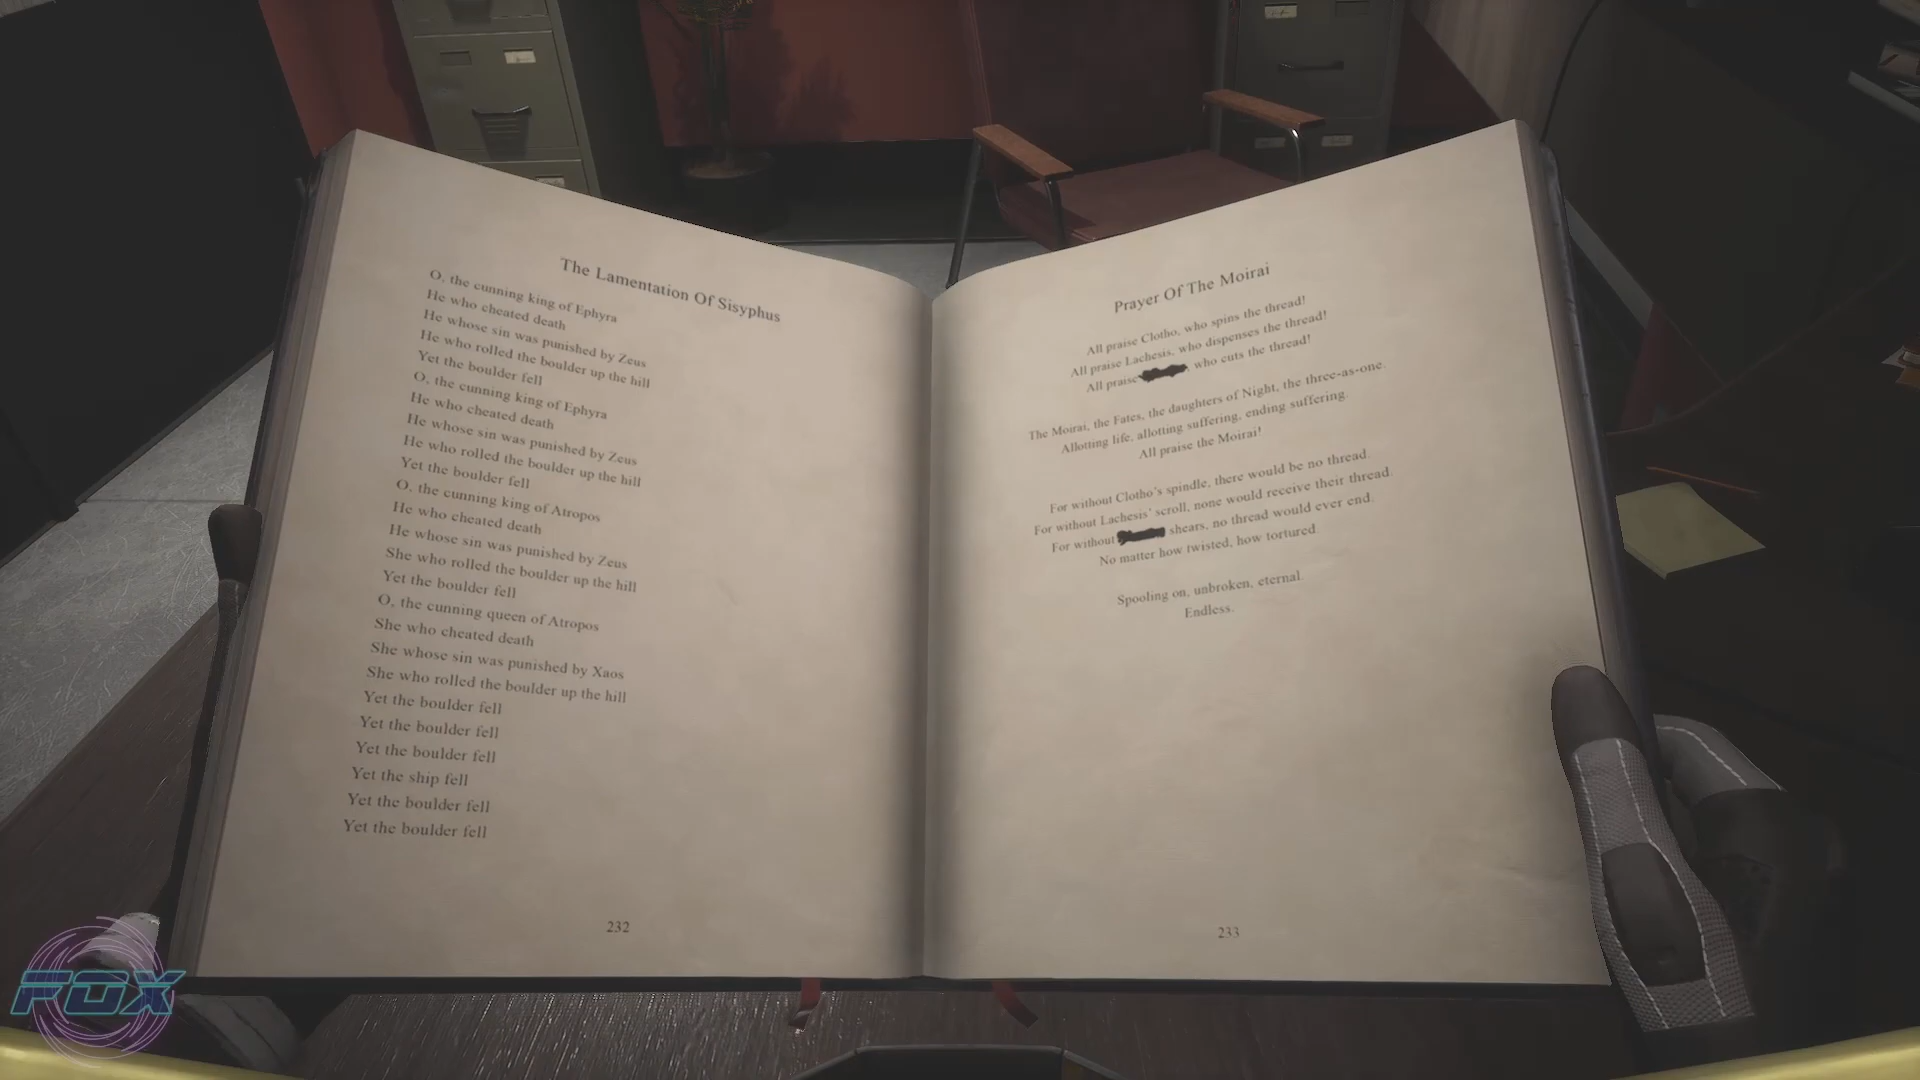 The Lamentation Of Sisyphus
O, the cunning king of Ephyra
He who cheated death
He whose sin was punished by Zeus
He who rolled the boulder up the hill
Yet the boulder fell
O, the cunning king of Ephyra
He who cheated death
He whose sin was punished by Zeus
He who rolled the boulder up the hill
Yet the boulder fell
O, the cunning king of Atropos
He who cheated death
He whose sin was punished by Zeus
She who rolled the boulder up the hill
Yet the boulder fell
O, the cunning queen of Atropos
She who cheated death
She whose sin was punished by Xaos
She who rolled the boulder up the hill
Yet the boulder fell
Yet the boulder fell
Yet the boulder fell
Yet the ship fell
Yet the boulder fell
Yet the boulder fell
232
Prayer Of The Moirai
All praise Clotho, who spins the thread!
All praise Lachesis, who dispenses the thread!
All praise , who cuts the thread!
The Moirai, the Fates, the daughters of Night, the three-as-one.
Allotting life, allotting suffering, ending suffering.
All praise the Moirai!
For without Clotho's spindle, there would be no thread.
For without Lachesis' scroll, none would receive their thread.
For without shears, no thread would ever end.
No matter how twisted, how tortured.
Spooling on, unbroken, eternal.
Endless.
233
FOX